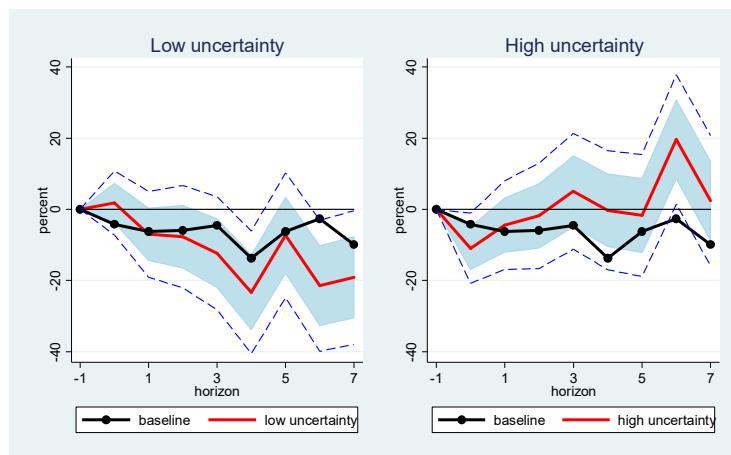 Low uncertainty
40
20
0
-20
-40
percent
-1
1
3
5
7
horizon
baseline
low uncertainty
High uncertainty
40
20
0
-20
-40
percent
-1
1
3
5
7
horizon
baseline
high uncertainty